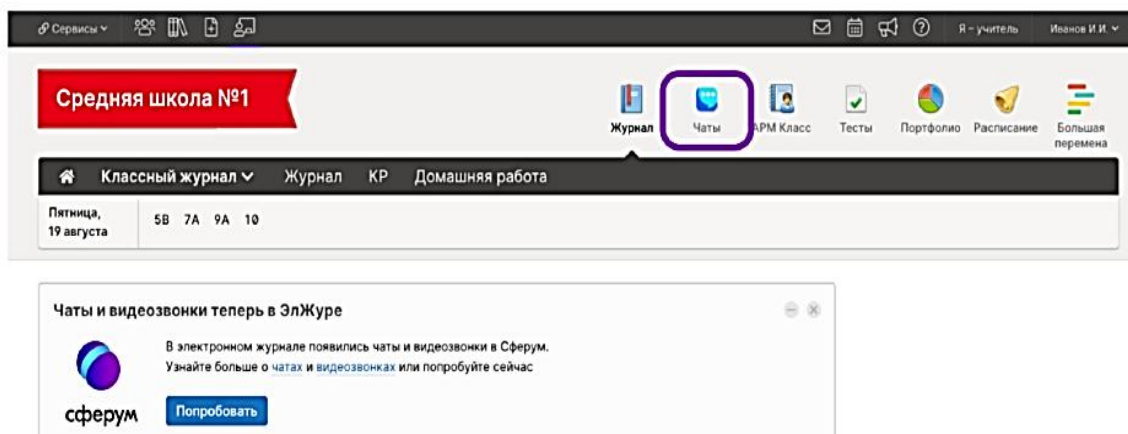 Сервисы
Я - учитель
Иванов И.И.
Средняя школа №1
Журнал
Чаты
АРМ Класс
Тесты
Портфолио
Расписание
Большая
перемена
Классный журнал
Журнал
КР
Домашняя работа
Пятница,
19 августа
5В 7А 9А 10
Чаты и видеозвонки теперь в ЭлЖуре
В электронном журнале появились чаты и видеозвонки в Сферум.
Узнайте больше о чатах и видеозвонках или попробуйте сейчас
сферум
Попробовать